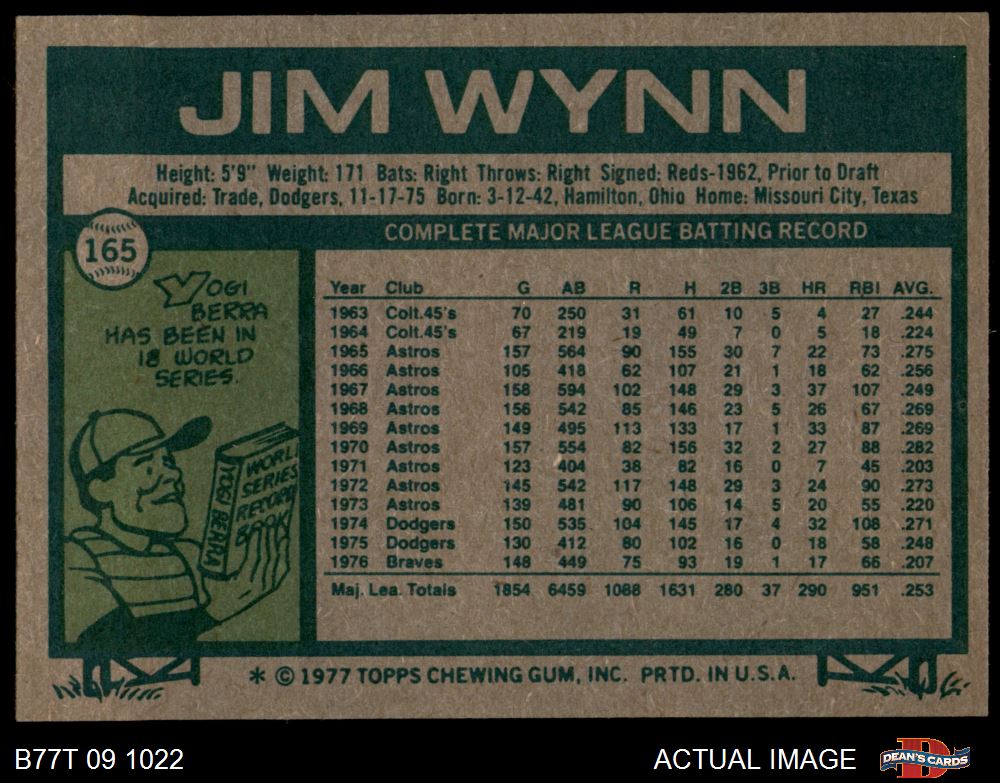 JIM WYNN
Height: 5'9" Weight: 171 Bats: Right Throws: Right Signed: Reds-1962, Prior to Draft
Acquired: Trade, Dodgers, 11-17-75 Born: 3-12-42, Hamilton, Ohio Home: Missouri City, Texas
165
COMPLETE MAJOR LEAGUE BATTING RECORD
YOGI
BERRA
HAS BEEN IN
18 WORLD
SERIES.
WORLD
SERIES
RECORD
BOOK
YOGI BERRA
Year Club G AB R H 2B 3B HR RBI AVG.
1963 Colt.45's 70 250 31 61 10 5 4 27 .244
1964 Colt.45's 67 219 19 49 7 0 5 18 .224
1965 Astros 157 564 90 155 30 7 22 73 .275
1966 Astros 105 418 62 107 21 1 18 62 .256
1967 Astros 158 594 102 148 29 3 37 107 .249
1968 Astros 156 542 85 146 23 5 26 67 .269
1969 Astros 149 495 113 133 17 1 33 87 .269
1970 Astros 157 554 82 156 32 2 27 88 .282
1971 Astros 123 404 38 82 16 0 7 45 .203
1972 Astros 145 542 117 148 29 3 24 90 .273
1973 Astros 139 481 90 106 14 5 20 55 .220
1974 Dodgers 150 535 104 145 17 4 32 108 .271
1975 Dodgers 130 412 80 102 16 0 18 58 .248
1976 Braves 148 449 75 93 19 1 17 66 .207
Maj. Lea. Totals 1854 6459 1088 1631 280 37 290 951 .253
* © 1977 TOPPS CHEWING GUM, INC. PRTD. IN U.S.A.
B77T 09 1022
ACTUAL IMAGE
D
DEAN'S CARDS